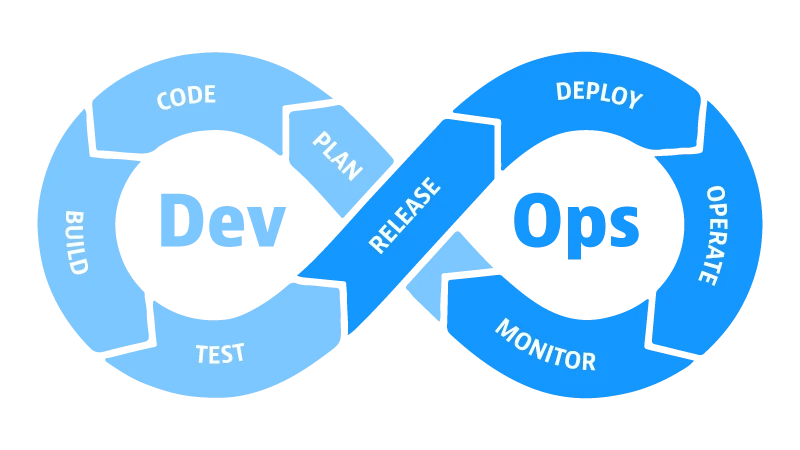 PLAN
CODE
BUILD
TEST
RELEASE
DEPLOY
OPERATE
MONITOR
Dev
Ops